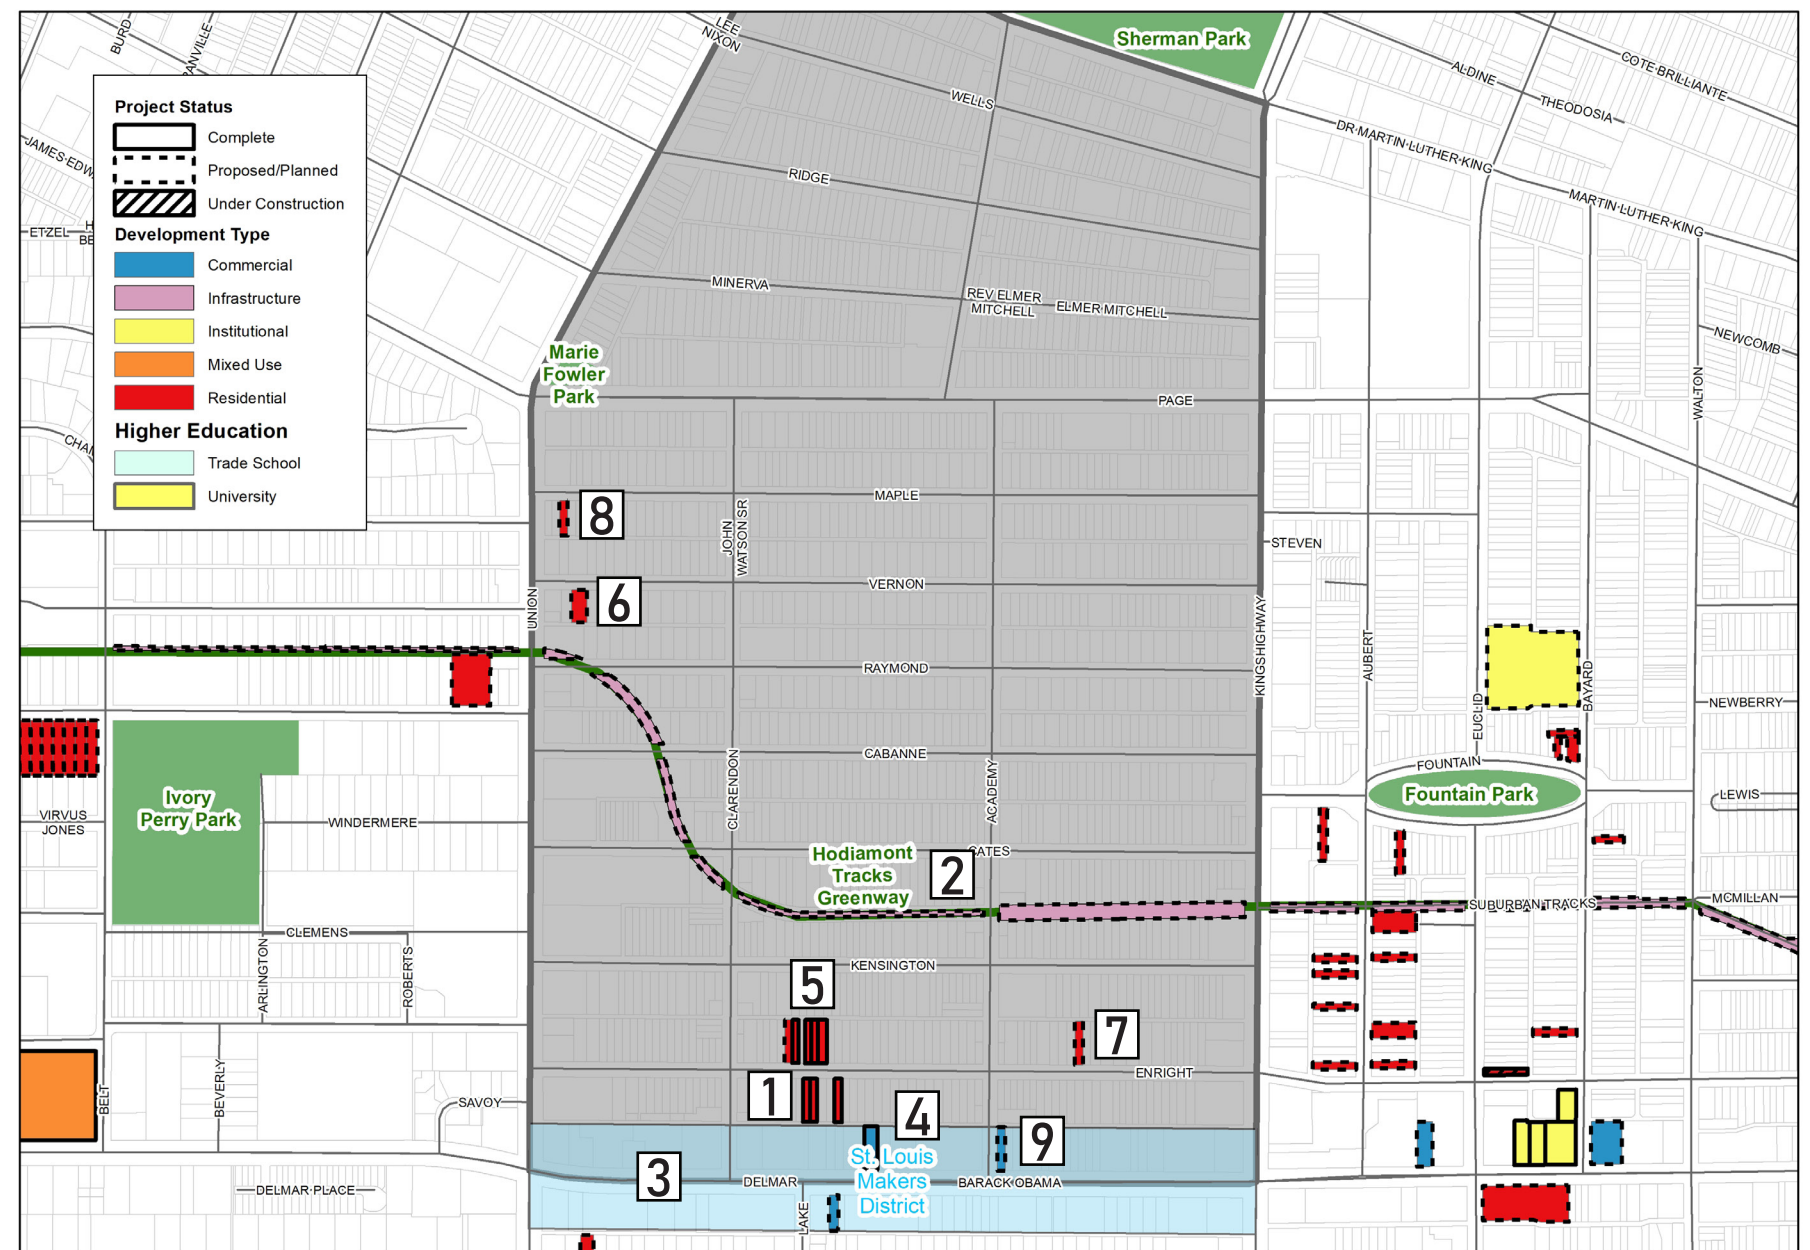 Project Status
Complete
Proposed/Planned
Under Construction
Development Type
Commercial
Infrastructure
Institutional
Mixed Use
Residential
Higher Education
Trade School
University
BURD
LEE
NIXON
Sherman Park
WELLS
RIDGE
MINERVA
REV ELMER
MITCHELL
ELMER MITCHELL
ALDINE
COTE BRILLIANTE
THEODOSIA
DR MARTIN LUTHER KING
MARTIN LUTHER KING
NEWCOMB
WALTON
ETZEL
Marie
Fowler
Park
PAGE
MAPLE
8
JOHN
WATSON SR
STEVEN
VERNON
6
UNION
KINGSHIGHWAY
AUBERT
RAYMOND
EUCLID
BAYARD
NEWBERRY
CABANNE
CLARENDON
ACADEMY
FOUNTAIN
Fountain Park
LEWIS
Ivory
Perry Park
VIRVUS
JONES
WINDERMERE
CATES
Hodiamont
Tracks
Greenway
2
SUBURBAN TRACKS
MCMILLAN
CLEMENS
ARLINGTON
ROBERTS
KENSINGTON
5
7
ENRIGHT
BELT
BEVERLY
SAVOY
1
4
9
St. Louis
Makers
District
3
DELMAR
BARACK OBAMA
DELMAR PLACE
LAKE